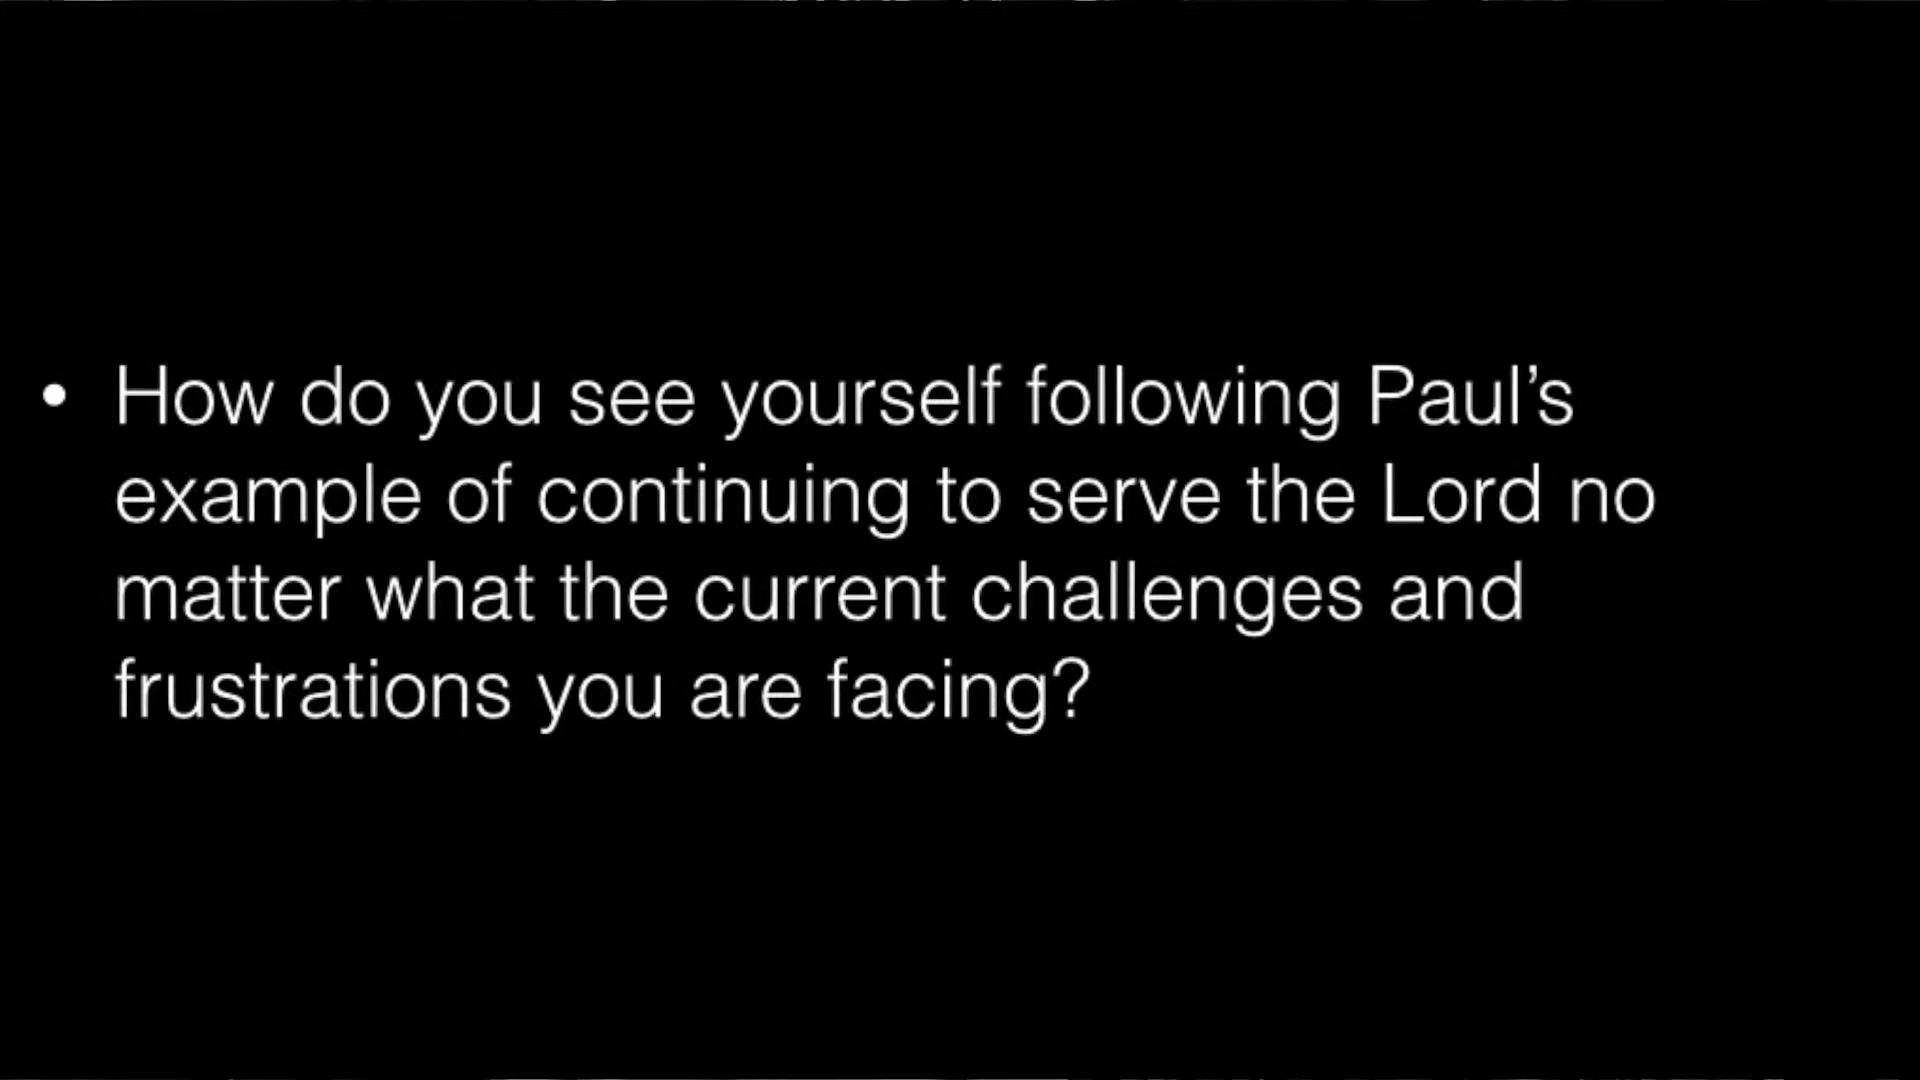 • How do you see yourself following Paul’s
example of continuing to serve the Lord no
matter what the current challenges and
frustrations you are facing?